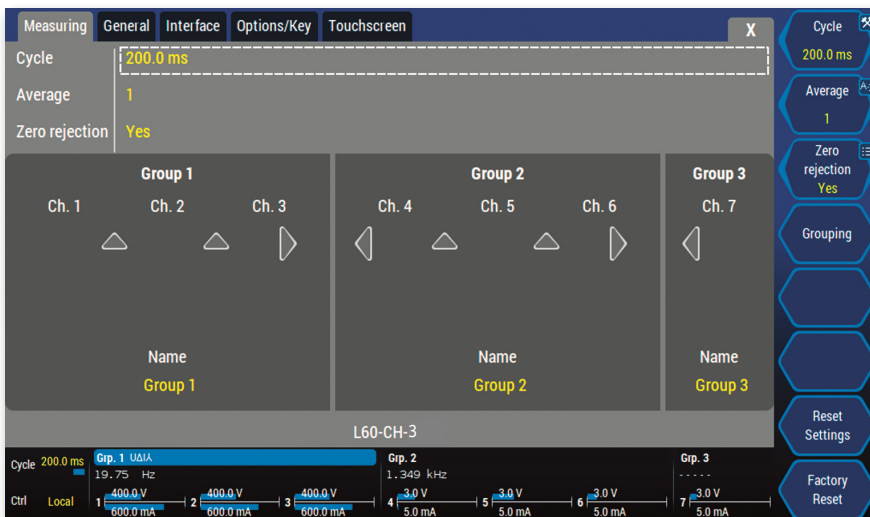 Measuring General Interface Options/Key Touchscreen X
Cycle 200.0 ms
Average 1
Zero rejection Yes
Group 1 Group 2 Group 3
Ch. 1 Ch. 2 Ch. 3 Ch. 4 Ch. 5 Ch. 6 Ch. 7
Name Name Name
Group 1 Group 2 Group 3
L60-CH-3
Cycle 200.0 ms Grp. 1 UΔI⅄ Grp. 2 Grp. 3
19.75 Hz 1.349 kHz -----
Ctrl Local
1 400.0 V 600.0 mA
2 400.0 V 600.0 mA
3 400.0 V 600.0 mA
4 3.0 V 5.0 mA
5 3.0 V 5.0 mA
6 3.0 V 5.0 mA
7 3.0 V 5.0 mA
Cycle
200.0 ms
Average
1
Zero
rejection
Yes
Grouping
Reset
Settings
Factory
Reset